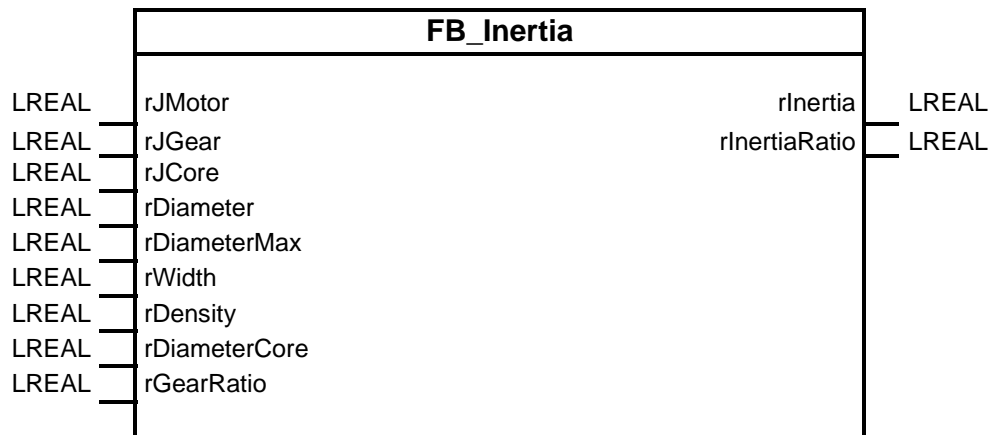 FB_Inertia
LREAL rJMotor rInertia LREAL
LREAL rJGear rInertiaRatio LREAL
LREAL rJCore
LREAL rDiameter
LREAL rDiameterMax
LREAL rWidth
LREAL rDensity
LREAL rDiameterCore
LREAL rGearRatio